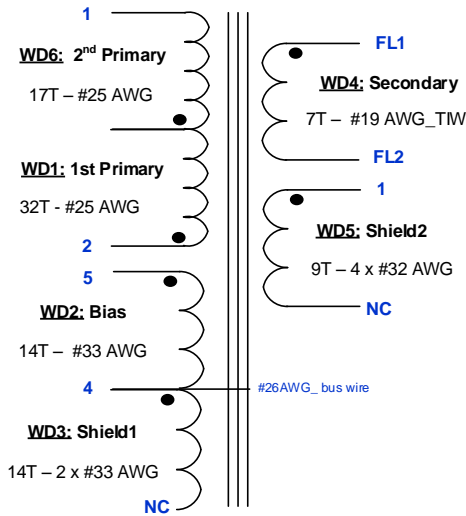 1
WD6: 2nd Primary
17T – #25 AWG
WD1: 1st Primary
32T - #25 AWG
2
5
WD2: Bias
14T – #33 AWG
4
WD3: Shield1
14T – 2 x #33 AWG
NC
FL1
WD4: Secondary
7T – #19 AWG_TIW
FL2
1
WD5: Shield2
9T – 4 x #32 AWG
NC
#26AWG_ bus wire